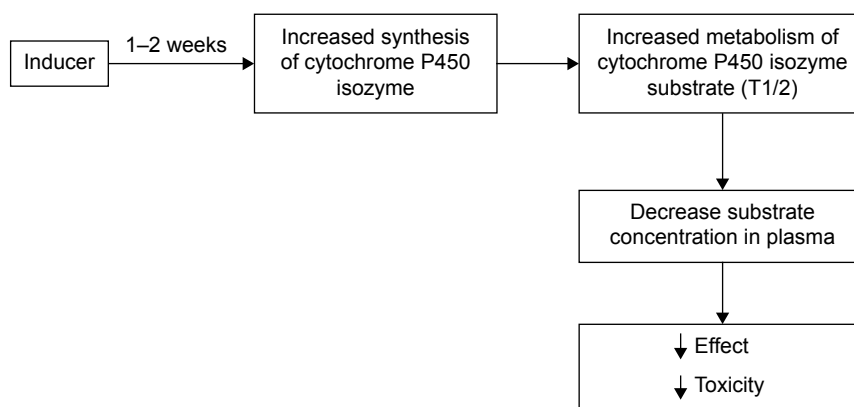 Inducer
1–2 weeks
Increased synthesis
of cytochrome P450
isozyme
Increased metabolism of
cytochrome P450 isozyme
substrate (T1/2)
Decrease substrate
concentration in plasma
↓ Effect
↓ Toxicity